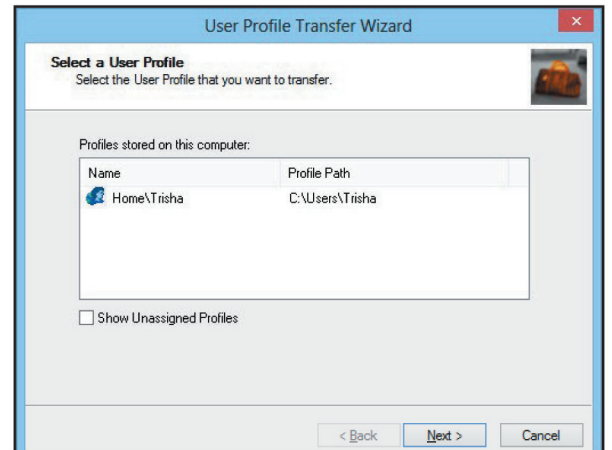 User Profile Transfer Wizard
Select a User Profile
Select the User Profile that you want to transfer.
Profiles stored on this computer:
Name Profile Path
Home\Trisha C:\Users\Trisha
Show Unassigned Profiles
< Back Next > Cancel